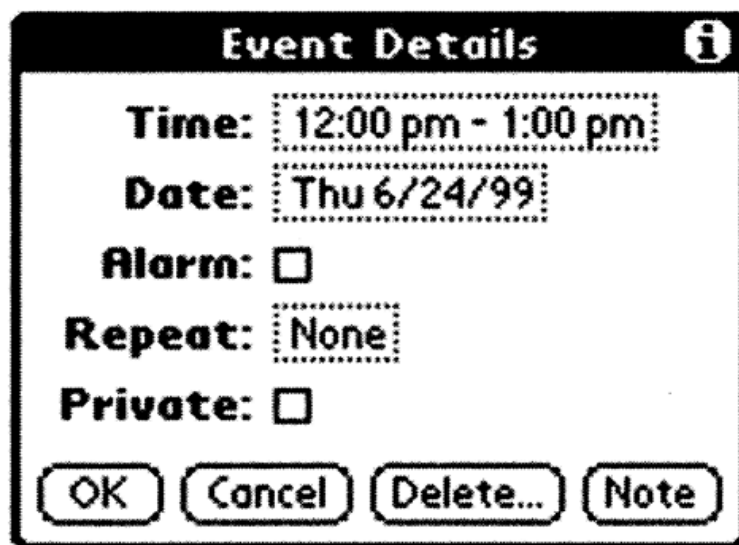 Event Details i
Time: 12:00 pm - 1:00 pm
Date: Thu 6/24/99
Alarm:
Repeat: None
Private:
OK Cancel Delete... Note